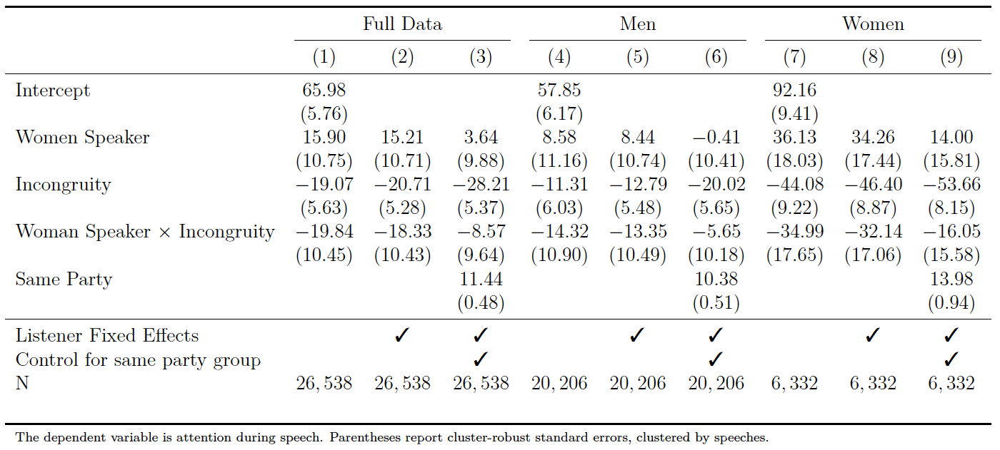 Full Data Men Women
(1) (2) (3) (4) (5) (6) (7) (8) (9)
Intercept 65.98 57.85 92.16
(5.76) (6.17) (9.41)
Women Speaker 15.90 15.21 3.64 8.58 8.44 −0.41 36.13 34.26 14.00
(10.75) (10.71) (9.88) (11.16) (10.74) (10.41) (18.03) (17.44) (15.81)
Incongruity −19.07 −20.71 −28.21 −11.31 −12.79 −20.02 −44.08 −46.40 −53.66
(5.63) (5.28) (5.37) (6.03) (5.48) (5.65) (9.22) (8.87) (8.15)
Woman Speaker × Incongruity −19.84 −18.33 −8.57 −14.32 −13.35 −5.65 −34.99 −32.14 −16.05
(10.45) (10.43) (9.64) (10.90) (10.49) (10.18) (17.65) (17.06) (15.58)
Same Party 11.44 10.38 13.98
(0.48) (0.51) (0.94)
Listener Fixed Effects ✓ ✓ ✓ ✓ ✓ ✓
Control for same party group ✓ ✓ ✓
N 26,538 26,538 26,538 20,206 20,206 20,206 6,332 6,332 6,332
The dependent variable is attention during speech. Parentheses report cluster-robust standard errors, clustered by speeches.